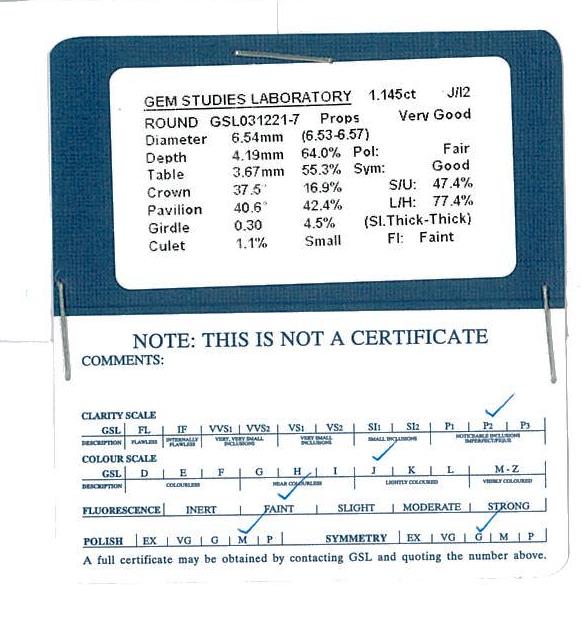 GEM STUDIES LABORATORY 1.145ct J/I2
ROUND GSL031221-7 Props Very Good
Diameter 6.54mm (6.53-6.57)
Depth 4.19mm 64.0% Pol: Fair
Table 3.67mm 55.3% Sym: Good
Crown 37.5° 16.9% S/U: 47.4%
Pavilion 40.6° 42.4% L/H: 77.4%
Girdle 0.30 4.5% (Sl.Thick-Thick)
Culet 1.1% Small Fl: Faint
NOTE: THIS IS NOT A CERTIFICATE
COMMENTS:
CLARITY SCALE
GSL | FL | IF | VVS1 | VVS2 | VS1 | VS2 | SI1 | SI2 | P1 | P2 | P3
DESCRIPTION | FLAWLESS | INTERNALLY FLAWLESS | VERY, VERY SMALL INCLUSIONS | VERY SMALL INCLUSIONS | SMALL INCLUSIONS | NOTICEABLE INCLUSIONS IMPERFECT/PIQUE
COLOUR SCALE
GSL | D | E | F | G | H | I | J | K | L | M - Z
DESCRIPTION | COLOURLESS | NEAR COLOURLESS | LIGHTLY COLOURED | VISIBLY COLOURED
FLUORESCENCE | INERT | FAINT | SLIGHT | MODERATE | STRONG
POLISH | EX | VG | G | M | P | SYMMETRY | EX | VG | G | M | P
A full certificate may be obtained by contacting GSL and quoting the number above.